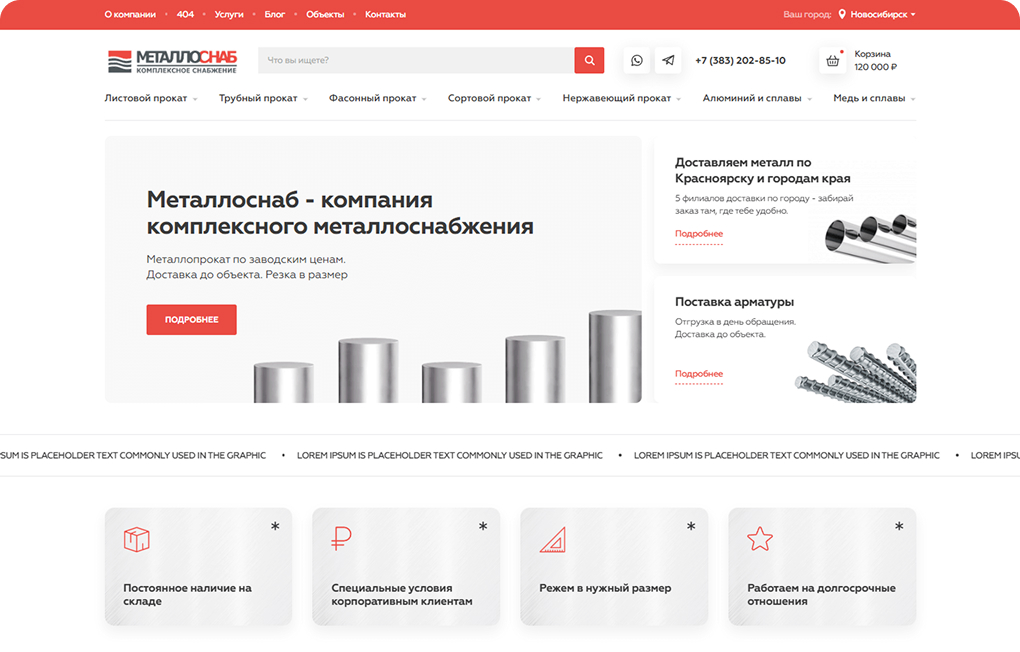 О компании • 404 • Услуги • Блог • Объекты • Контакты
Ваш город: Новосибирск
МЕТАЛЛОСНАБ
КОМПЛЕКСНОЕ СНАБЖЕНИЕ
Что вы ищете?
+7 (383) 202-85-10
Корзина
120 000 ₽
Листовой прокат
Трубный прокат
Фасонный прокат
Сортовой прокат
Нержавеющий прокат
Алюминий и сплавы
Медь и сплавы
Металлоснаб - компания
комплексного металлоснабжения
Металлопрокат по заводским ценам.
Доставка до объекта. Резка в размер
ПОДРОБНЕЕ
Доставляем металл по
Красноярску и городам края
5 филиалов доставки по городу - забирай
заказ там, где тебе удобно.
Подробнее
Поставка арматуры
Отгрузка в день обращения.
Доставка до объекта.
Подробнее
SUM IS PLACEHOLDER TEXT COMMONLY USED IN THE GRAPHIC • LOREM IPSUM IS PLACEHOLDER TEXT COMMONLY USED IN THE GRAPHIC • LOREM IPSUM IS PLACEHOLDER TEXT COMMONLY USED IN THE GRAPHIC • LOREM IPSU
*
Постоянное наличие на
складе
₽
*
Специальные условия
корпоративным клиентам
*
Режем в нужный размер
*
Работаем на долгосрочные
отношения